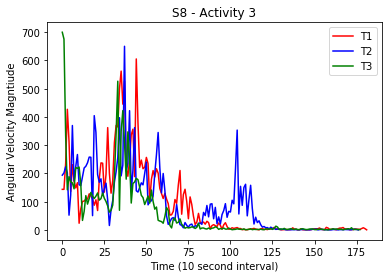 S8 - Activity 3
T1
T2
T3
Angular Velocity Magntiude
700
600
500
400
300
200
100
0
0 25 50 75 100 125 150 175
Time (10 second interval)